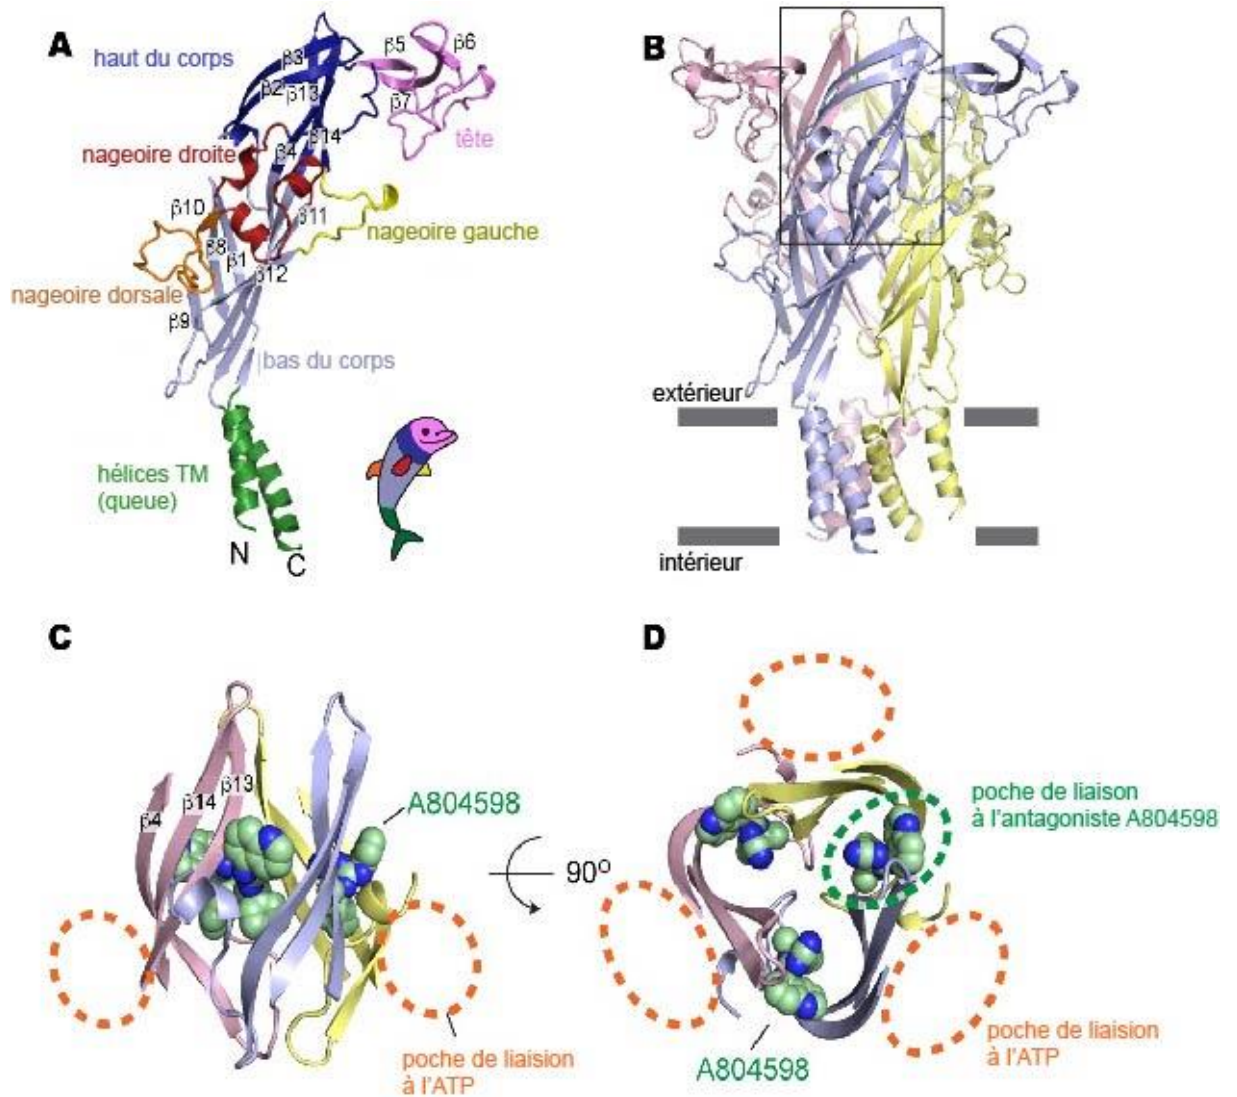 A
haut du corps
β3
β5
β6
β2
β13
β7
β14
tête
nageoire droite
β4
β10
β11
nageoire gauche
β8
β1
β12
nageoire dorsale
β9
bas du corps
hélices TM
(queue)
N
C
B
extérieur
intérieur
C
β4
β14
β13
A804598
90º
poche de liaision
à l'ATP
D
poche de liaison
à l'antagoniste A804598
A804598
poche de liaision
à l'ATP